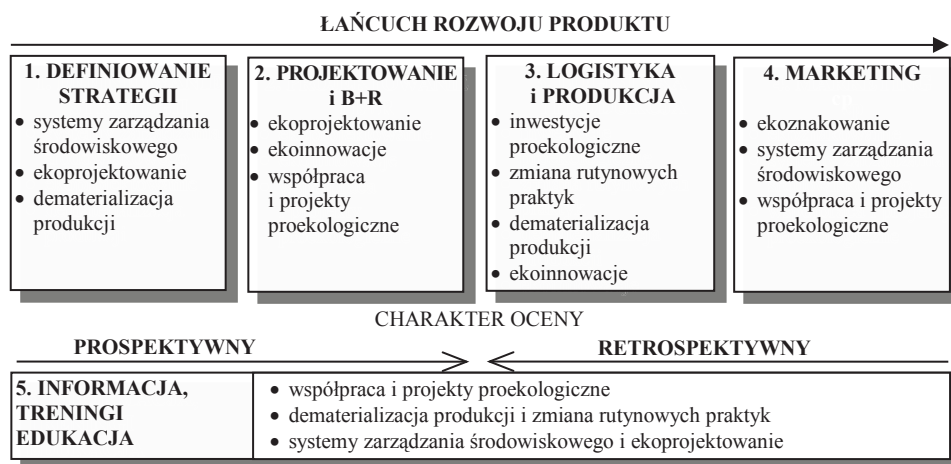 ŁAŃCUCH ROZWOJU PRODUKTU
1. DEFINIOWANIE
STRATEGII
• systemy zarządzania
środowiskowego
• ekoprojektowanie
• dematerializacja
produkcji
2. PROJEKTOWANIE
i B+R
• ekoprojektowanie
• ekoinnowacje
• współpraca
i projekty
proekologiczne
3. LOGISTYKA
i PRODUKCJA
• inwestycje
proekologiczne
• zmiana rutynowych
praktyk
• dematerializacja
produkcji
• ekoinnowacje
4. MARKETING
• ekoznakowanie
• systemy zarządzania
środowiskowego
• współpraca i projekty
proekologiczne
CHARAKTER OCENY
PROSPEKTYWNY
RETROSPEKTYWNY
5. INFORMACJA,
TRENINGI
EDUKACJA
• współpraca i projekty proekologiczne
• dematerializacja produkcji i zmiana rutynowych praktyk
• systemy zarządzania środowiskowego i ekoprojektowanie